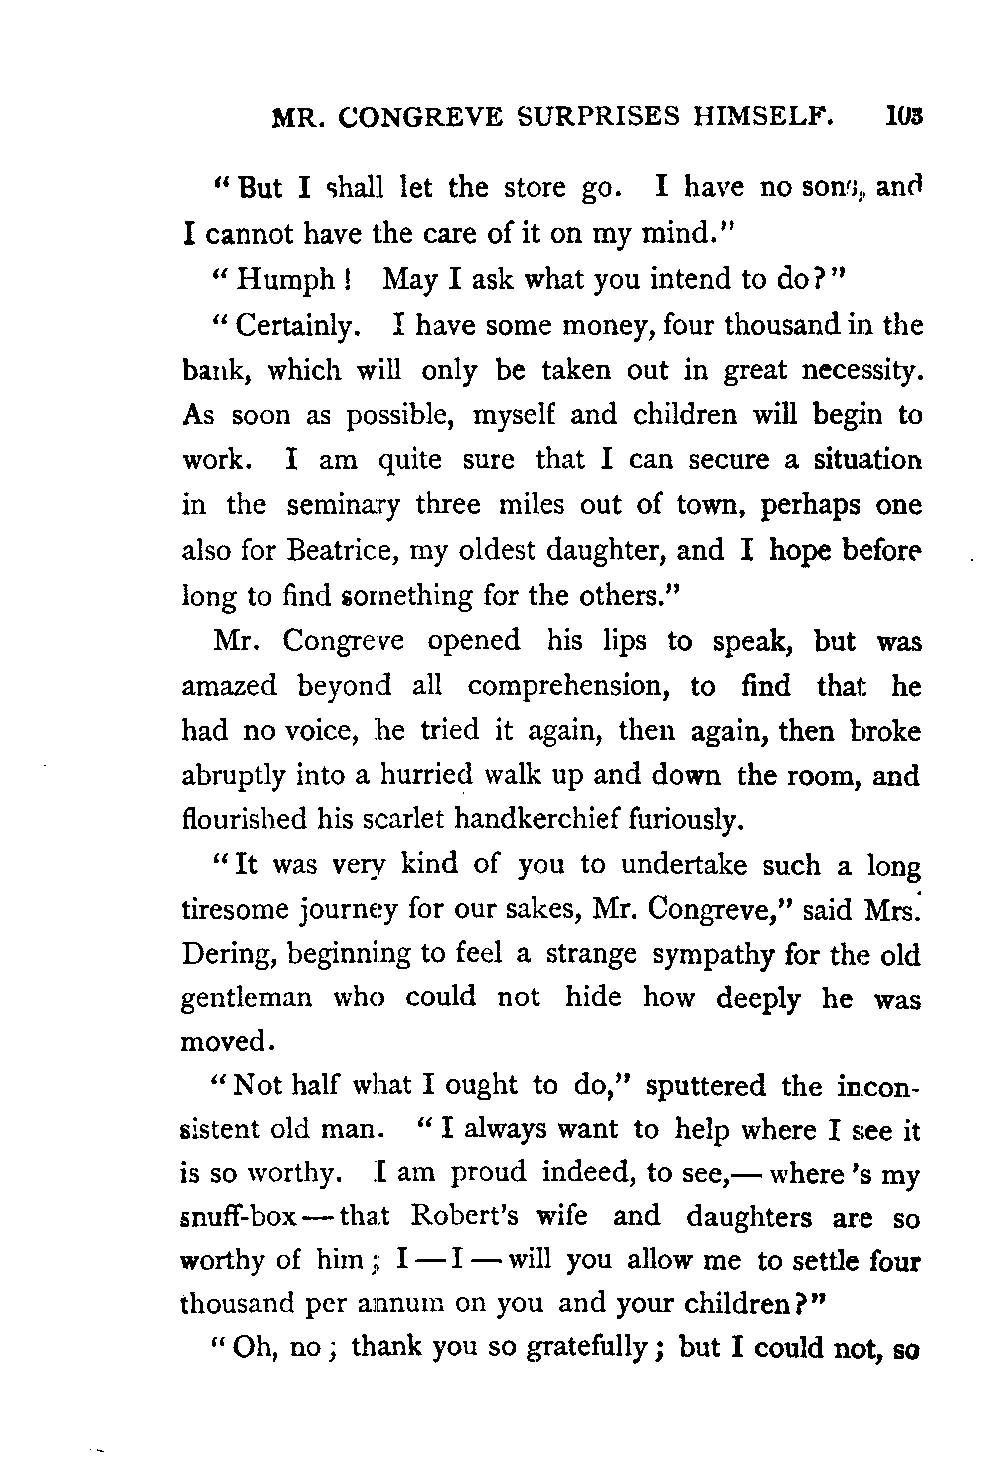 MR. CONGREVE SURPRISES HIMSELF. 103
“But I shall let the store go. I have no sons, and
I cannot have the care of it on my mind.”
“Humph! May I ask what you intend to do?”
“Certainly. I have some money, four thousand in the
bank, which will only be taken out in great necessity.
As soon as possible, myself and children will begin to
work. I am quite sure that I can secure a situation
in the seminary three miles out of town, perhaps one
also for Beatrice, my oldest daughter, and I hope before
long to find something for the others.”
Mr. Congreve opened his lips to speak, but was
amazed beyond all comprehension, to find that he
had no voice, he tried it again, then again, then broke
abruptly into a hurried walk up and down the room, and
flourished his scarlet handkerchief furiously.
“It was very kind of you to undertake such a long
tiresome journey for our sakes, Mr. Congreve,” said Mrs.
Dering, beginning to feel a strange sympathy for the old
gentleman who could not hide how deeply he was
moved.
“Not half what I ought to do,” sputtered the incon-
sistent old man. “I always want to help where I see it
is so worthy. I am proud indeed, to see,—where's my
snuff-box—that Robert's wife and daughters are so
worthy of him; I—I—will you allow me to settle four
thousand per annum on you and your children?”
“Oh, no; thank you so gratefully; but I could not, so